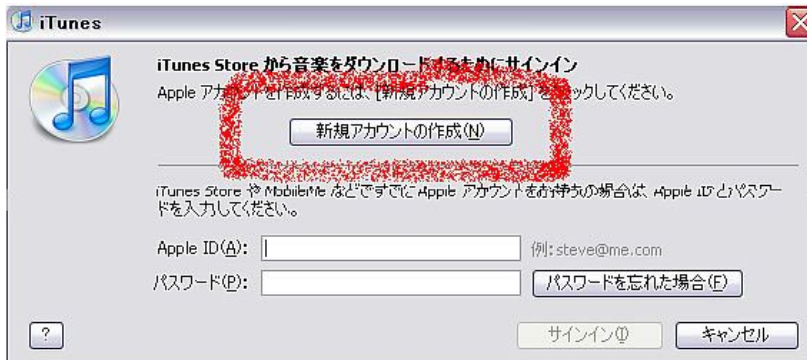 iTunes
iTunes Store から音楽をダウンロードするためにサインイン
Apple アカウントを作成するには、[新規アカウントの作成] をクリックしてください。
新規アカウントの作成(N)
iTunes Store や MobileMe などですでに Apple アカウントをお持ちの場合は、Apple ID とパスワー
ドを入力してください。
Apple ID(A):
例: steve@me.com
パスワード(P):
パスワードを忘れた場合(F)
?
サインイン(I)
キャンセル